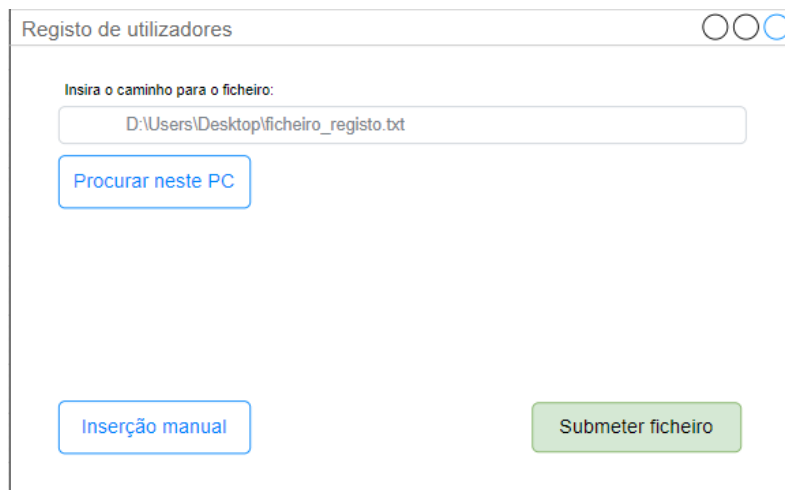 Registo de utilizadores
Insira o caminho para o ficheiro:
D:\Users\Desktop\ficheiro_registo.txt
Procurar neste PC
Inserção manual
Submeter ficheiro